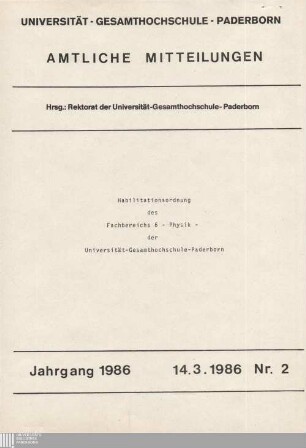 UNIVERSITÄT - GESAMTHOCHSCHULE - PADERBORN
AMTLICHE MITTEILUNGEN
Hrsg.: Rektorat der Universität-Gesamthochschule-Paderborn
Habilitationsordnung
des
Fachbereichs 6 - Physik -
der
Universität-Gesamthochschule-Paderborn
Jahrgang 1986 14.3.1986 Nr. 2